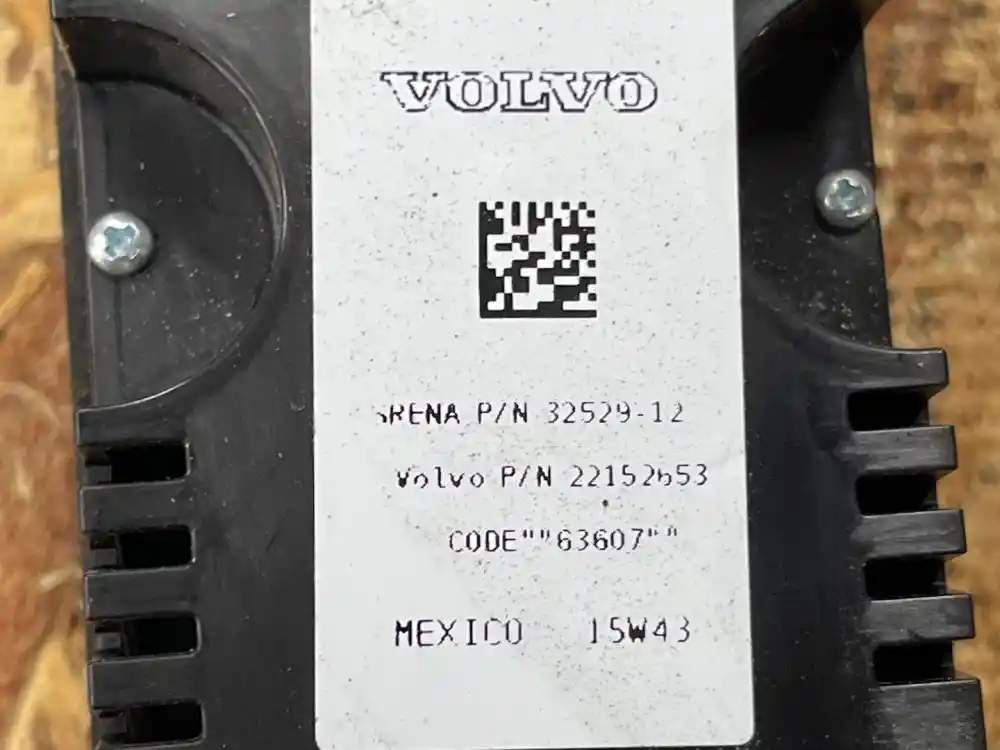 VOLVO
SRENA P/N 32529-12
Volvo P/N 22152653
CODE""63607""
MEXICO 15W43